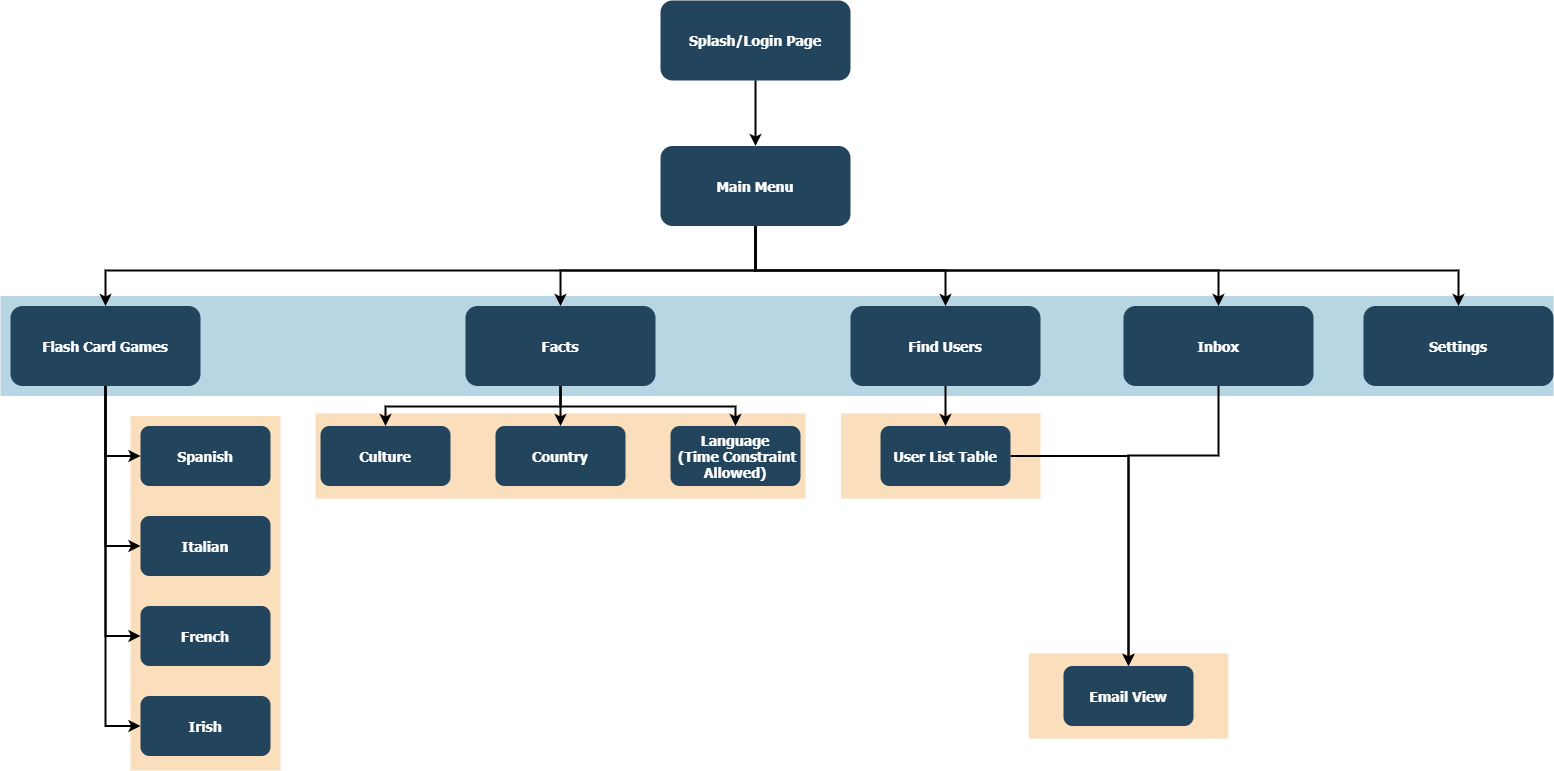 Splash/Login Page
Main Menu
Flash Card Games
Facts
Find Users
Inbox
Settings
Spanish
Italian
French
Irish
Culture
Country
Language
(Time Constraint
Allowed)
User List Table
Email View